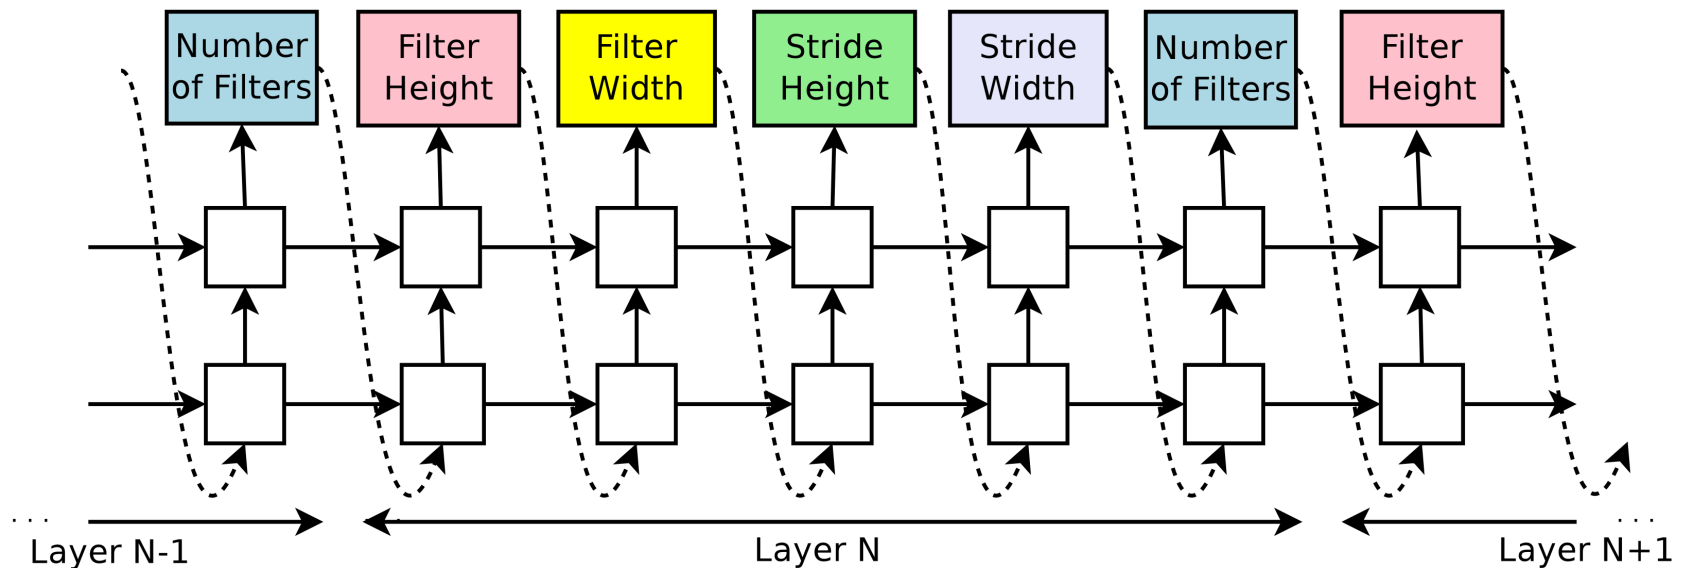 Number
of Filters
Filter
Height
Filter
Width
Stride
Height
Stride
Width
Number
of Filters
Filter
Height
. . .
Layer N-1
Layer N
. . .
Layer N+1